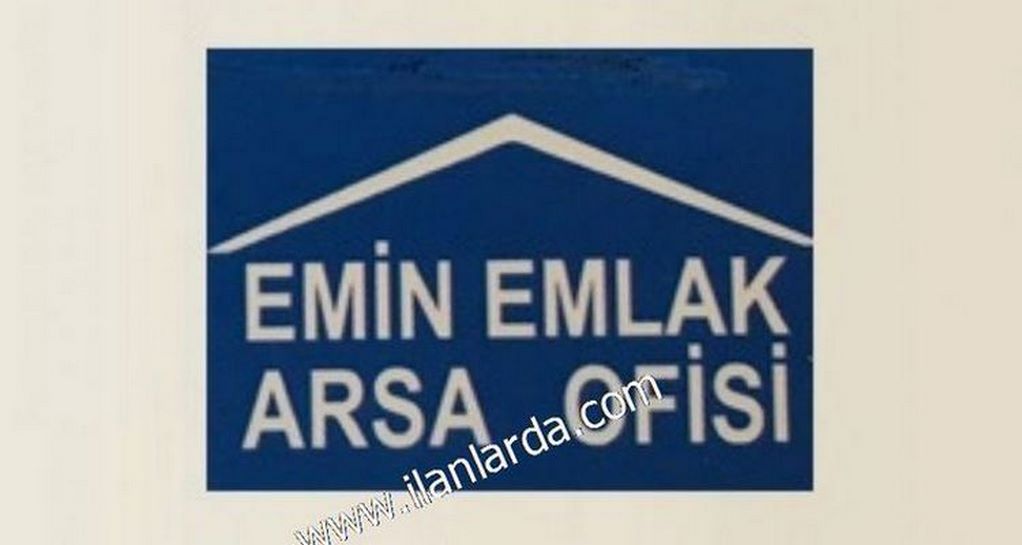 EMİN EMLAK
ARSA OFİSİ
www.ilanlarda.com